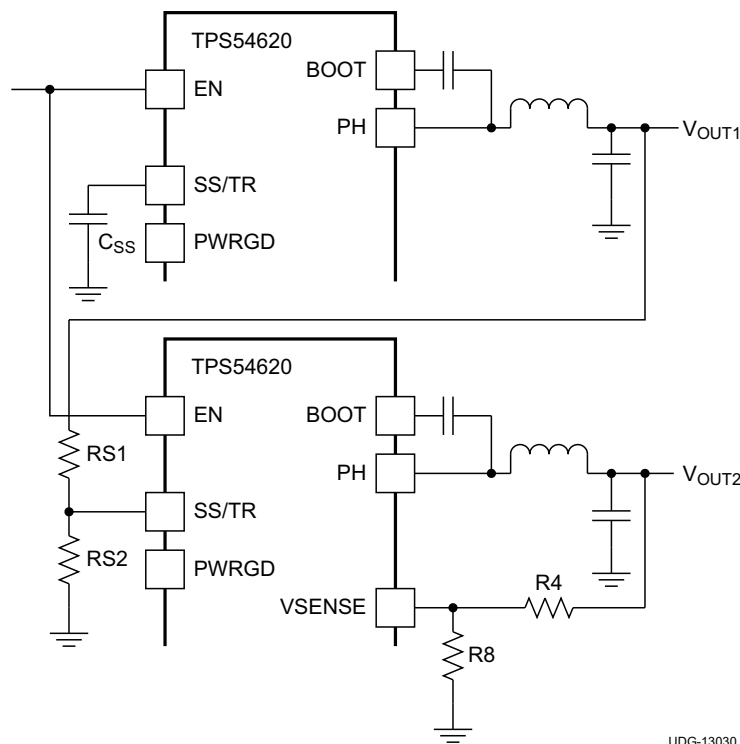 TPS54620
BOOT
EN
PH
VOUT1
SS/TR
CSS
PWRGD
TPS54620
EN
BOOT
RS1
PH
VOUT2
SS/TR
RS2
PWRGD
R4
VSENSE
R8
UDG-13030